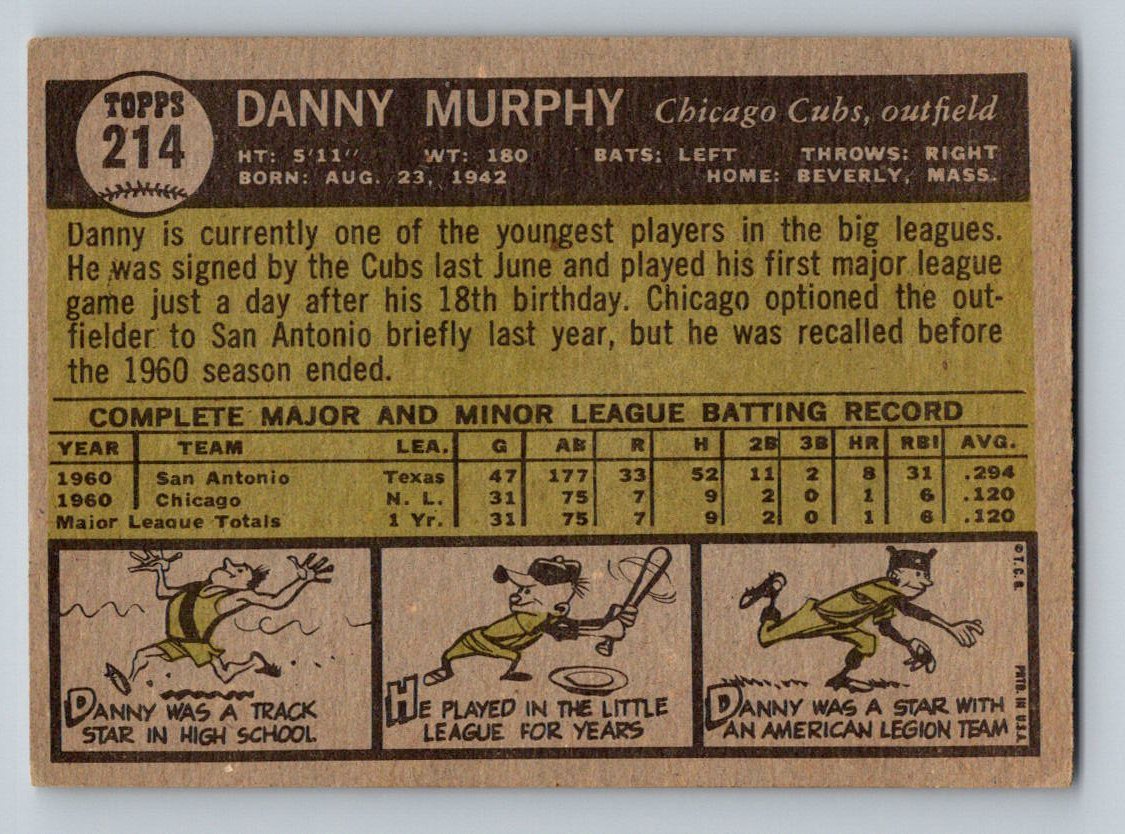 TOPPS
214
DANNY MURPHY Chicago Cubs, outfield
HT: 5'11" WT: 180 BATS: LEFT THROWS: RIGHT
BORN: AUG. 23, 1942 HOME: BEVERLY, MASS.
Danny is currently one of the youngest players in the big leagues.
He was signed by the Cubs last June and played his first major league
game just a day after his 18th birthday. Chicago optioned the out-
fielder to San Antonio briefly last year, but he was recalled before
the 1960 season ended.
COMPLETE MAJOR AND MINOR LEAGUE BATTING RECORD
YEAR TEAM LEA. G AB R H 2B 3B HR RBI AVG.
1960 San Antonio Texas 47 177 33 52 11 2 8 31 .294
1960 Chicago N. L. 31 75 7 9 2 0 1 6 .120
Major League Totals 1 Yr. 31 75 7 9 2 0 1 6 .120
DANNY WAS A TRACK
STAR IN HIGH SCHOOL
HE PLAYED IN THE LITTLE
LEAGUE FOR YEARS
DANNY WAS A STAR WITH
AN AMERICAN LEGION TEAM
© T. C. G.
PRTD. IN U.S.A.